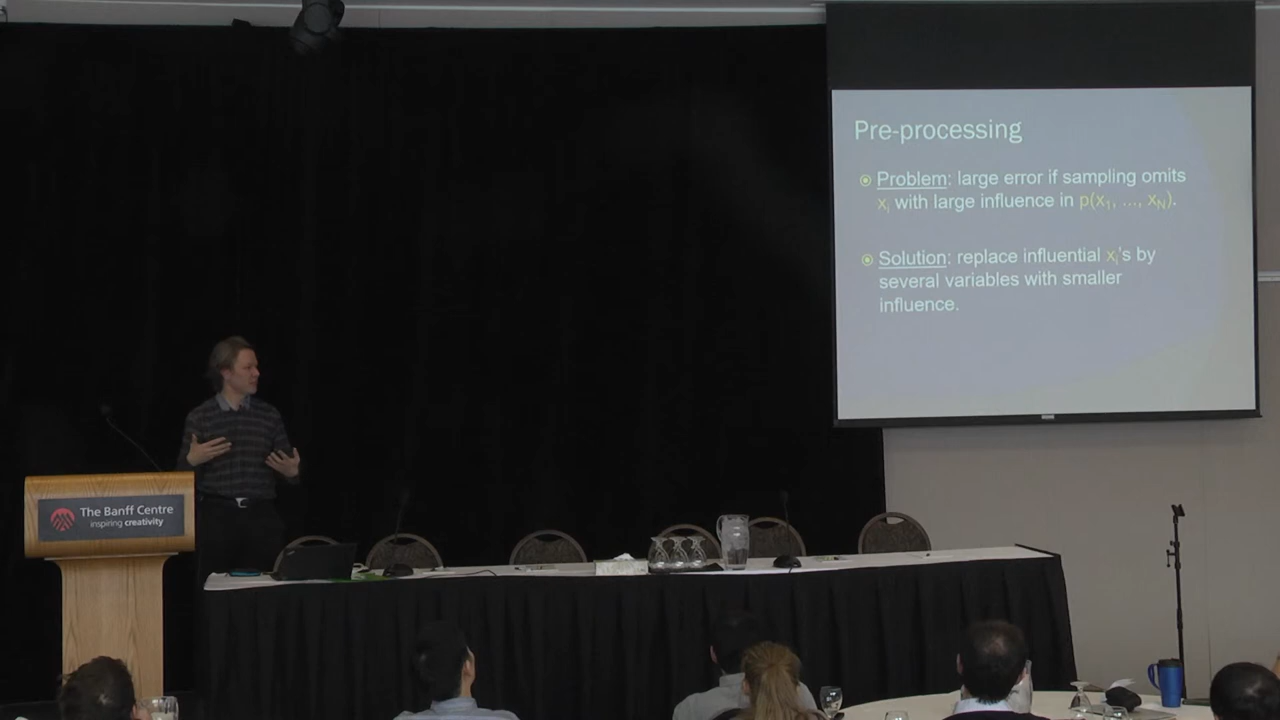 Pre-processing
Problem: large error if sampling omits
xᵢ with large influence in p(x₁, ..., x_N).
Solution: replace influential xᵢ's by
several variables with smaller
influence.
The Banff Centre
inspiring creativity